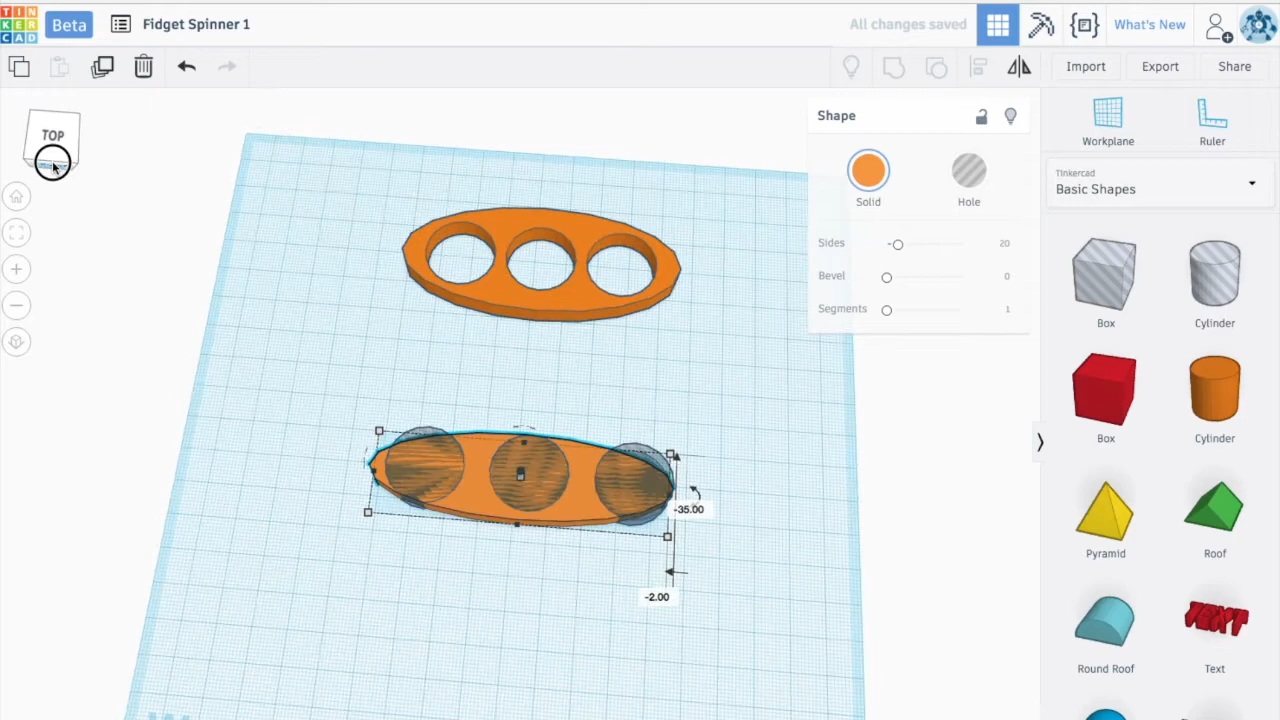 TIN
KER
CAD
Beta
Fidget Spinner 1
All changes saved
What's New
Import
Export
Share
TOP
Shape
Solid
Hole
Sides
20
Bevel
0
Segments
1
Workplane
Ruler
Tinkercad
Basic Shapes
Box
Cylinder
Box
Cylinder
Pyramid
Roof
TEXT
Round Roof
Text
-35.00
-2.00